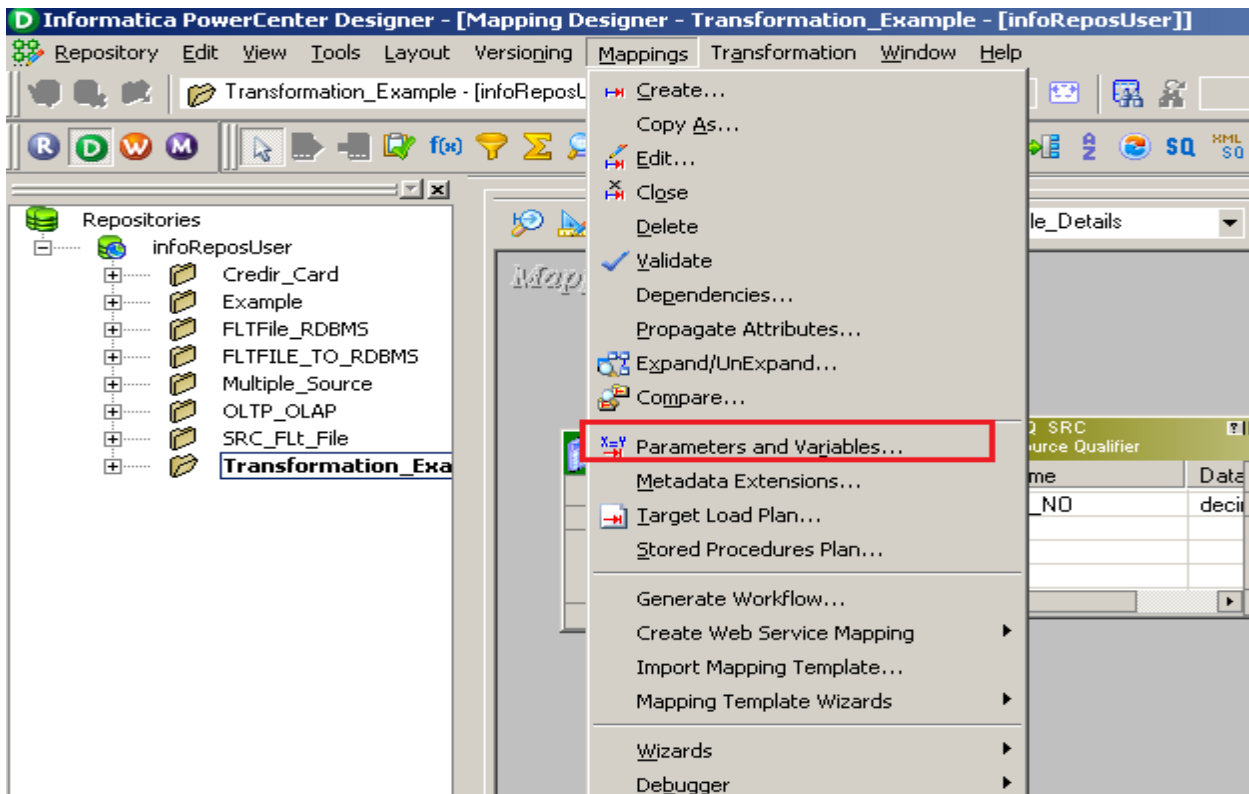 Informatica PowerCenter Designer - [Mapping Designer - Transformation_Example - [infoReposUser]]
Repository Edit View Tools Layout Versioning Mappings Transformation Window Help
Transformation_Example - [infoReposU
R D W M f(x) SQ XML SQ
Repositories
infoReposUser
Credir_Card
Example
FLTFile_RDBMS
FLTFILE_TO_RDBMS
Multiple_Source
OLTP_OLAP
SRC_FLt_File
Transformation_Exa
Create...
Copy As...
Edit...
Close
Delete
Validate
Dependencies...
Propagate Attributes...
Expand/UnExpand...
Compare...
Parameters and Variables...
Metadata Extensions...
Target Load Plan...
Stored Procedures Plan...
Generate Workflow...
Create Web Service Mapping
Import Mapping Template...
Mapping Template Wizards
Wizards
Debugger
le_Details
Mapp
SRC
urce Qualifier
me Data
_NO deci